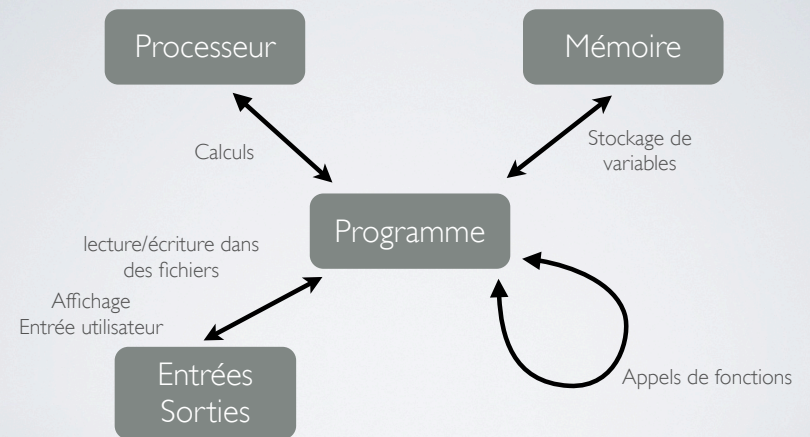 Processeur
Mémoire
Calculs
Stockage de
variables
Programme
lecture/écriture dans
des fichiers
Affichage
Entrée utilisateur
Entrées
Sorties
Appels de fonctions